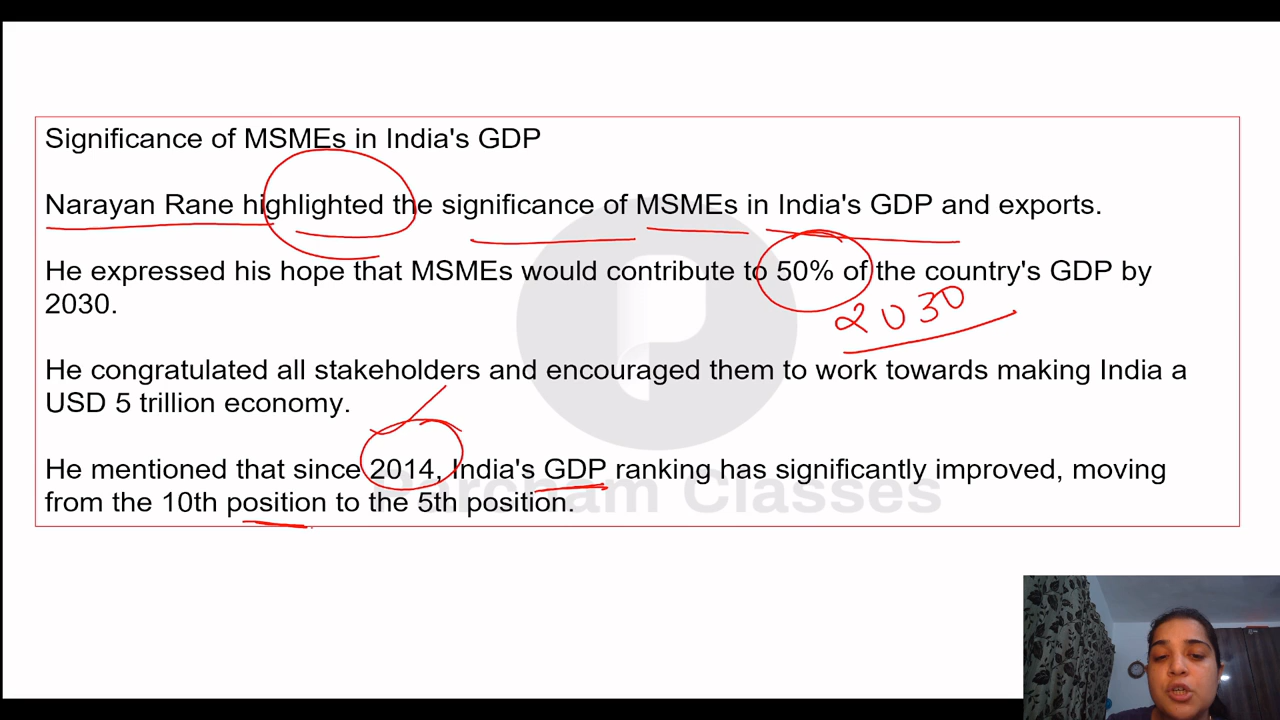 Significance of MSMEs in India's GDP
Narayan Rane highlighted the significance of MSMEs in India's GDP and exports.
He expressed his hope that MSMEs would contribute to 50% of the country's GDP by
2030.
2030
He congratulated all stakeholders and encouraged them to work towards making India a
USD 5 trillion economy.
He mentioned that since 2014, India's GDP ranking has significantly improved, moving
from the 10th position to the 5th position.
Classes